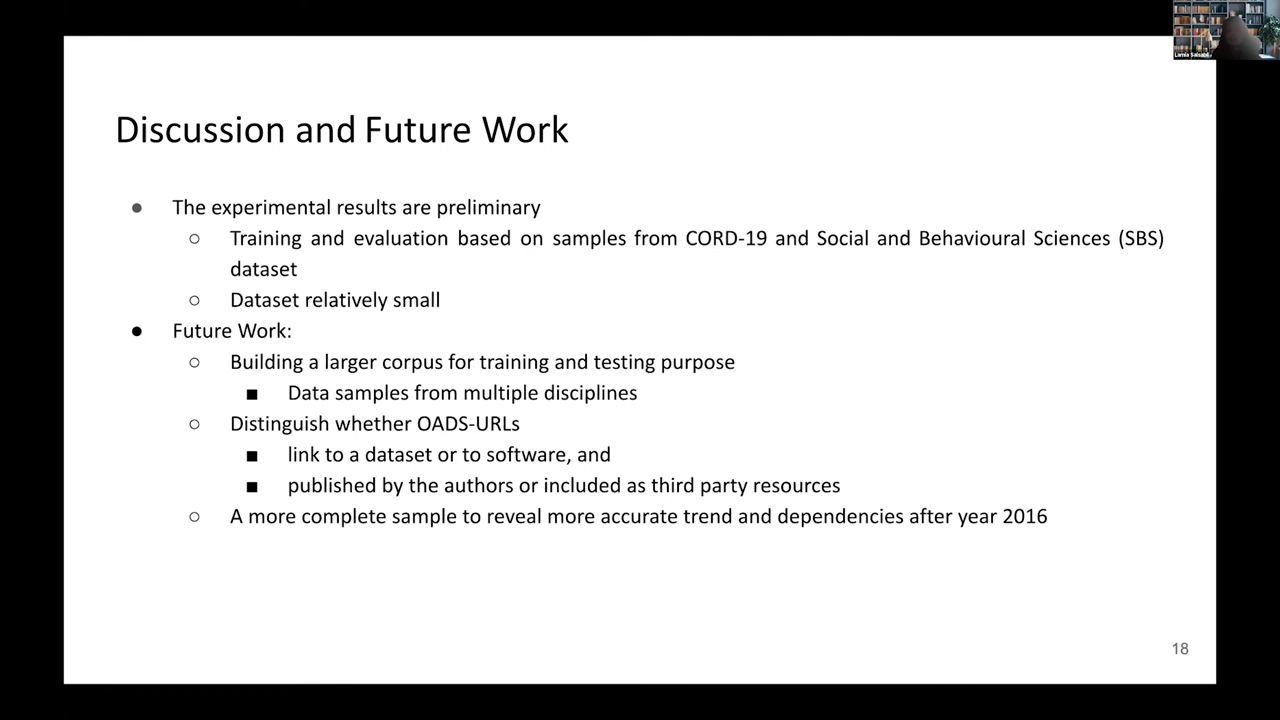 Discussion and Future Work
● The experimental results are preliminary
○ Training and evaluation based on samples from CORD-19 and Social and Behavioural Sciences (SBS)
dataset
○ Dataset relatively small
● Future Work:
○ Building a larger corpus for training and testing purpose
■ Data samples from multiple disciplines
○ Distinguish whether OADS-URLs
■ link to a dataset or to software, and
■ published by the authors or included as third party resources
○ A more complete sample to reveal more accurate trend and dependencies after year 2016
18